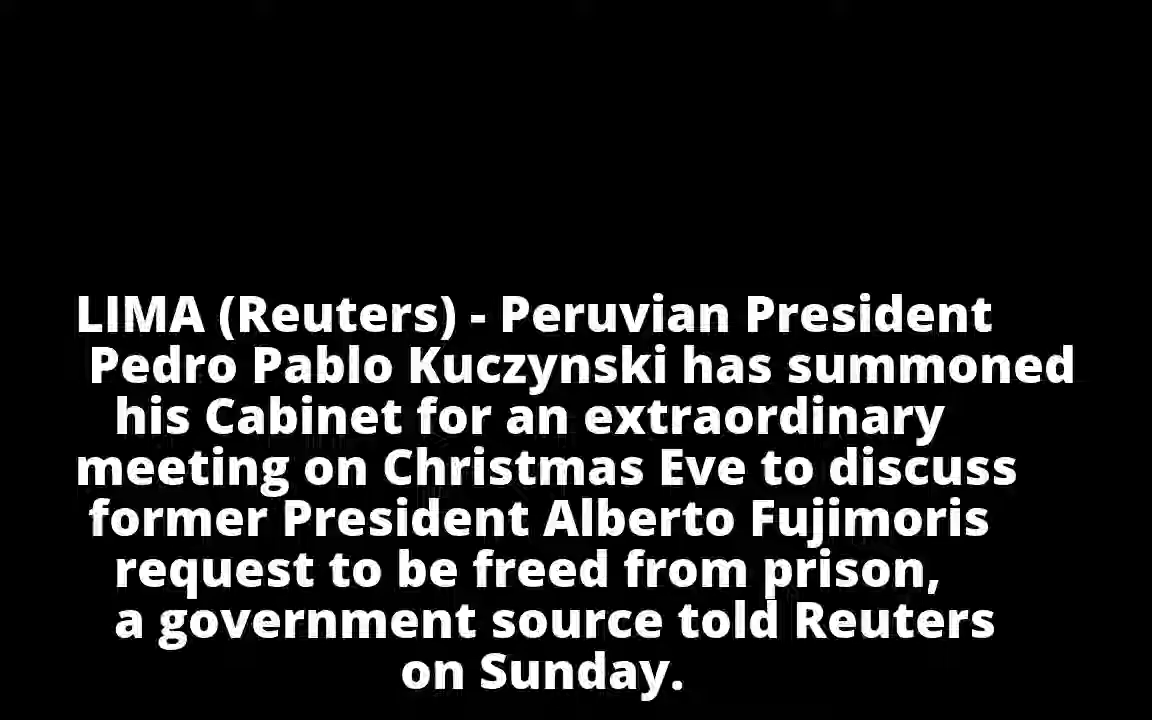 LIMA (Reuters) - Peruvian President
Pedro Pablo Kuczynski has summoned
his Cabinet for an extraordinary
meeting on Christmas Eve to discuss
former President Alberto Fujimoris
request to be freed from prison,
a government source told Reuters
on Sunday.